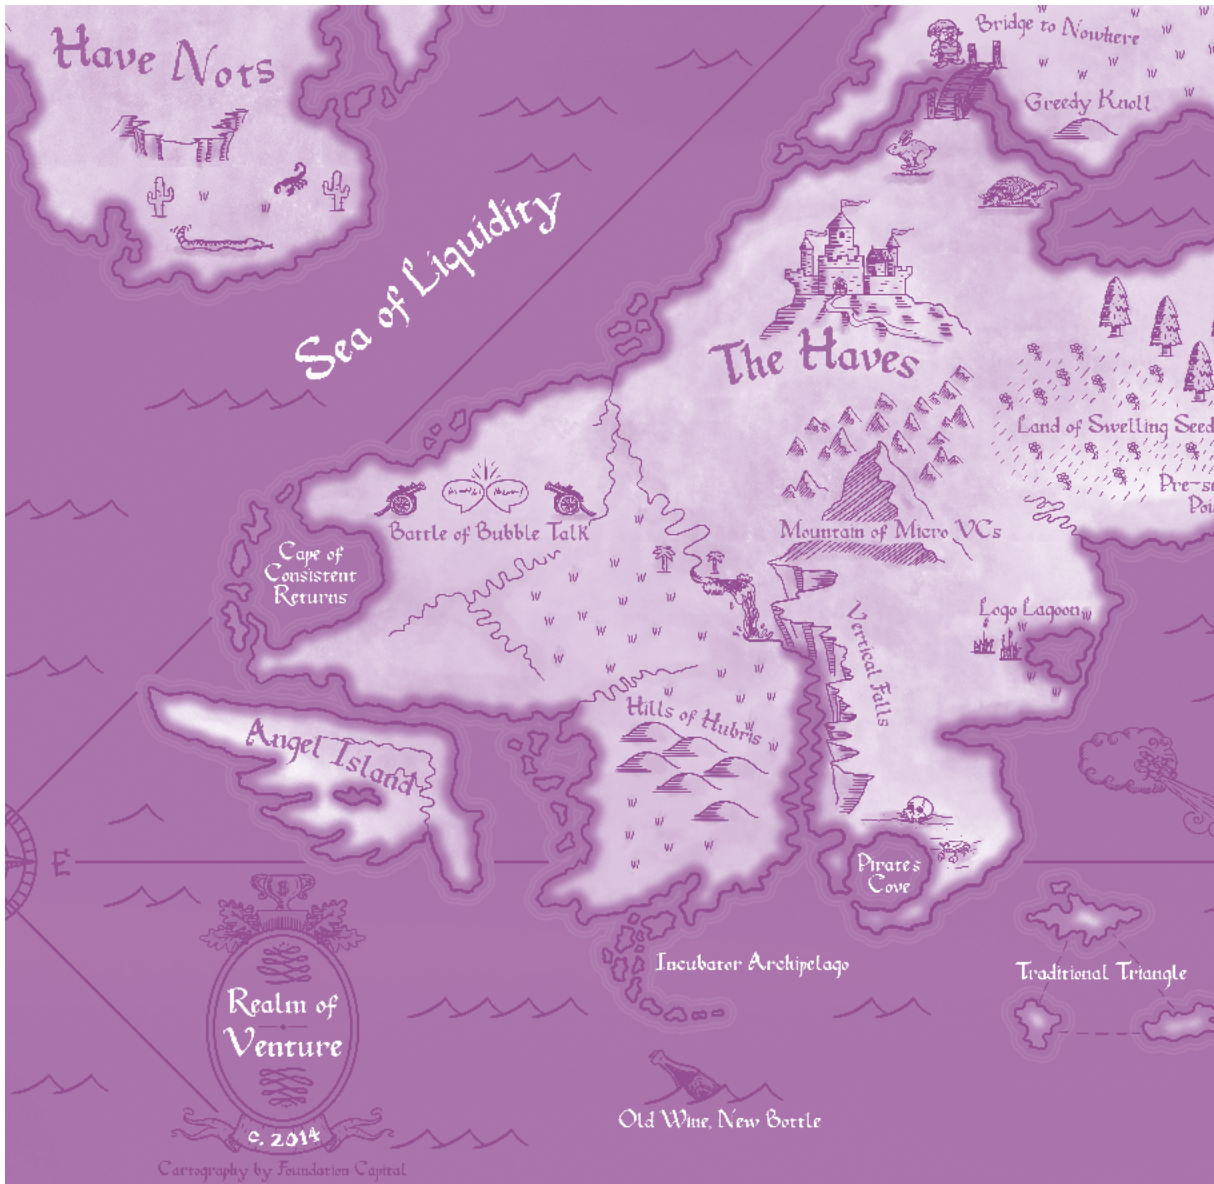 Have Nots
Bridge to Nowhere
Greedy Knoll
Sea of Liquidity
The Haves
Land of Swelling Seed
Battle of Bubble Talk
Mountain of Micro VCs
Cape of
Consistent
Returns
Logo Lagoon
Vertical Falls
Hills of Hubris
Angel Island
Pirates
Cove
E
$
Incubator Archipelago
Traditional Triangle
Realm of
Venture
Old Wine, New Bottle
c. 2014
Cartography by Foundation Capital